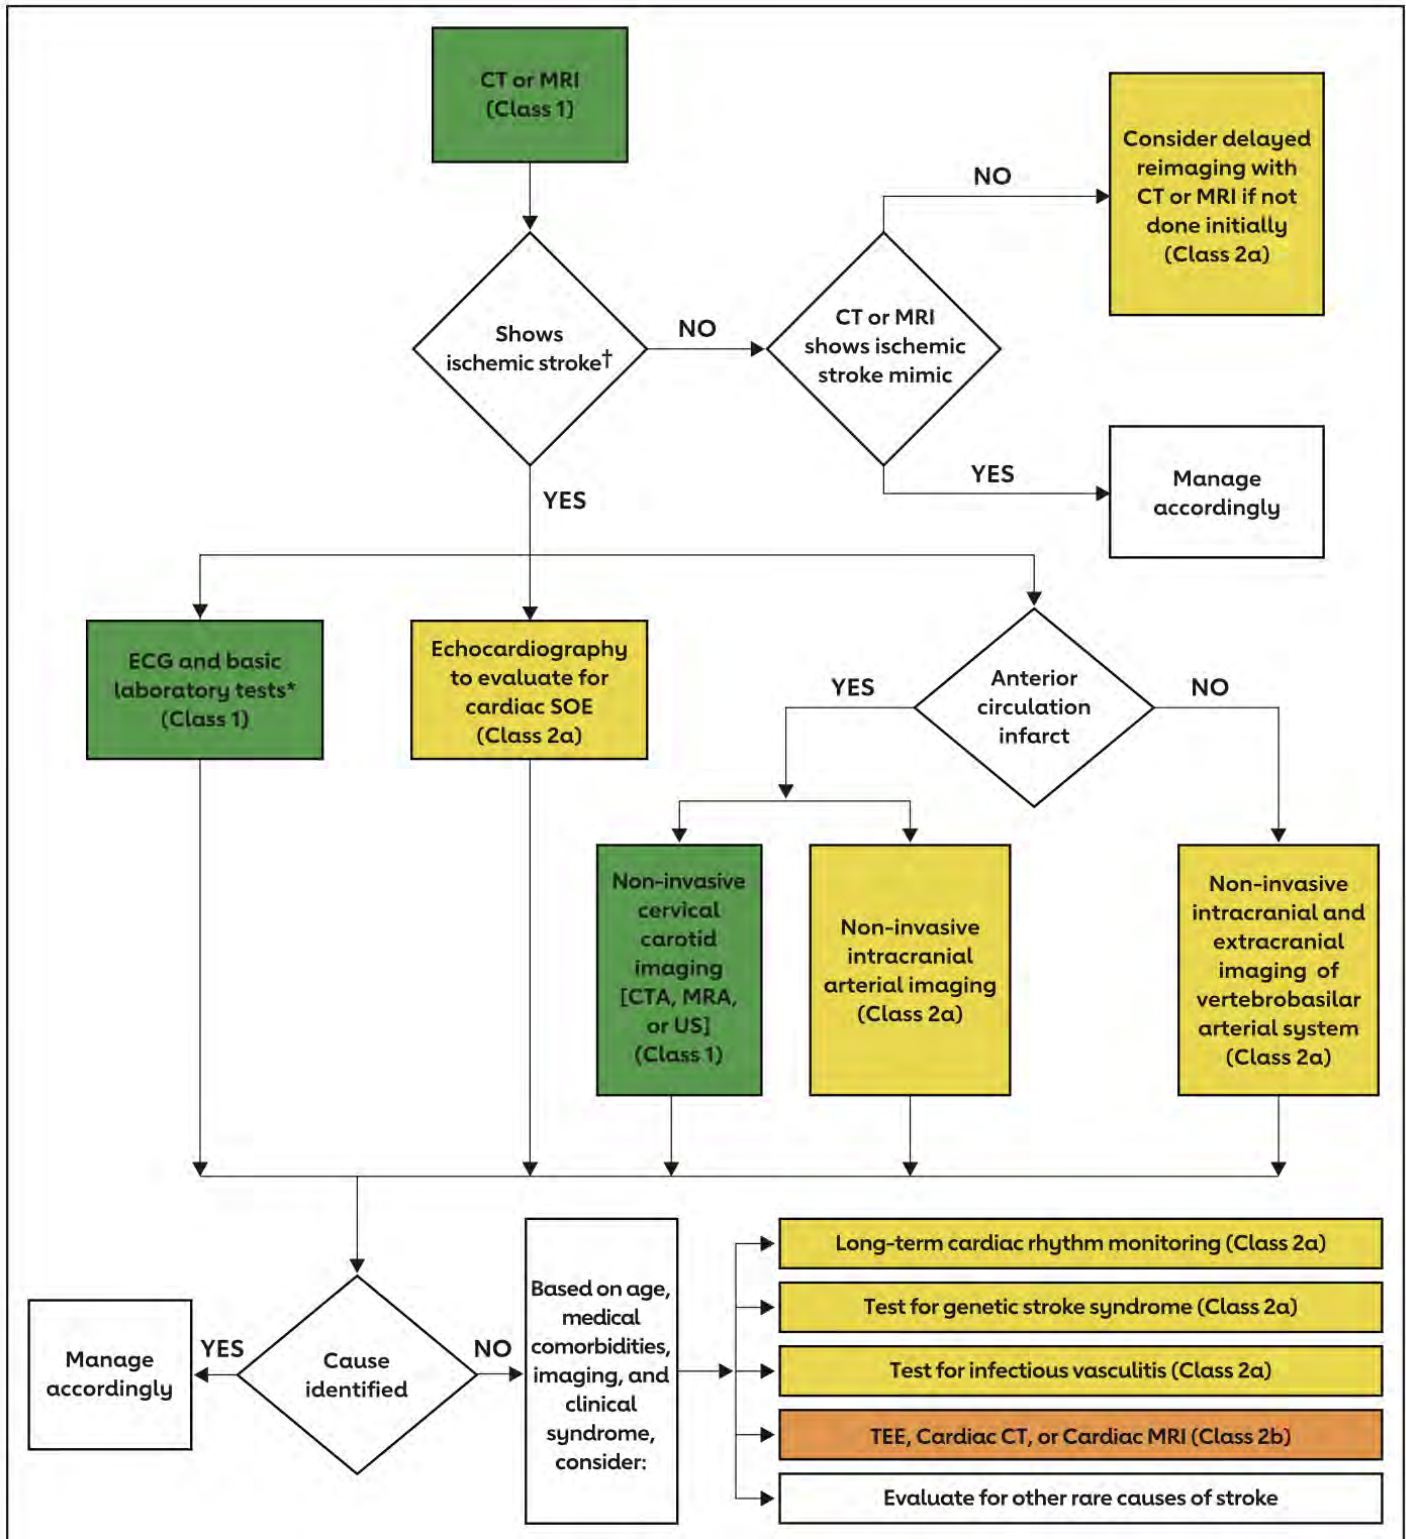 CT or MRI
(Class 1)
Consider delayed
reimaging with
CT or MRI if not
done initially
(Class 2a)
NO
Shows
ischemic stroke†
NO
CT or MRI
shows ischemic
stroke mimic
YES
Manage
accordingly
YES
ECG and basic
laboratory tests*
(Class 1)
Echocardiography
to evaluate for
cardiac SOE
(Class 2a)
YES
Anterior
circulation
infarct
NO
Non-invasive
cervical
carotid
imaging
[CTA, MRA,
or US]
(Class 1)
Non-invasive
intracranial
arterial imaging
(Class 2a)
Non-invasive
intracranial and
extracranial
imaging of
vertebrobasilar
arterial system
(Class 2a)
Manage
accordingly
YES
Cause
identified
NO
Based on age,
medical
comorbidities,
imaging, and
clinical
syndrome,
consider:
Long-term cardiac rhythm monitoring (Class 2a)
Test for genetic stroke syndrome (Class 2a)
Test for infectious vasculitis (Class 2a)
TEE, Cardiac CT, or Cardiac MRI (Class 2b)
Evaluate for other rare causes of stroke